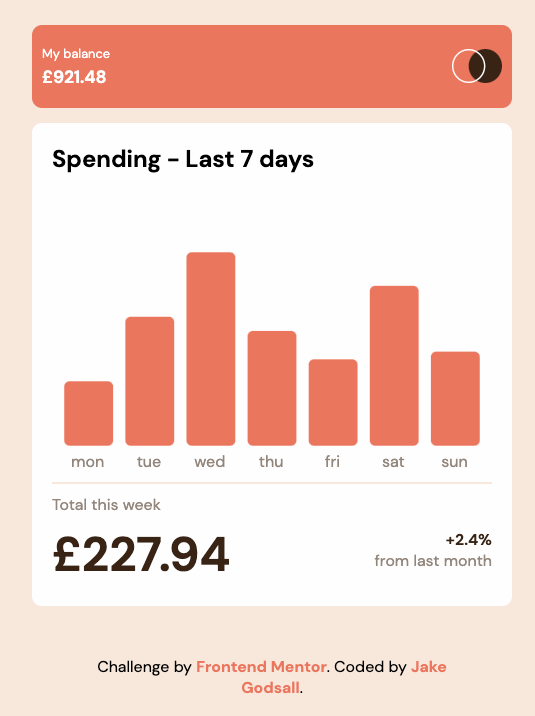 My balance
£921.48
Spending - Last 7 days
mon tue wed thu fri sat sun
Total this week
£227.94
+2.4%
from last month
Challenge by Frontend Mentor. Coded by Jake
Godsall.